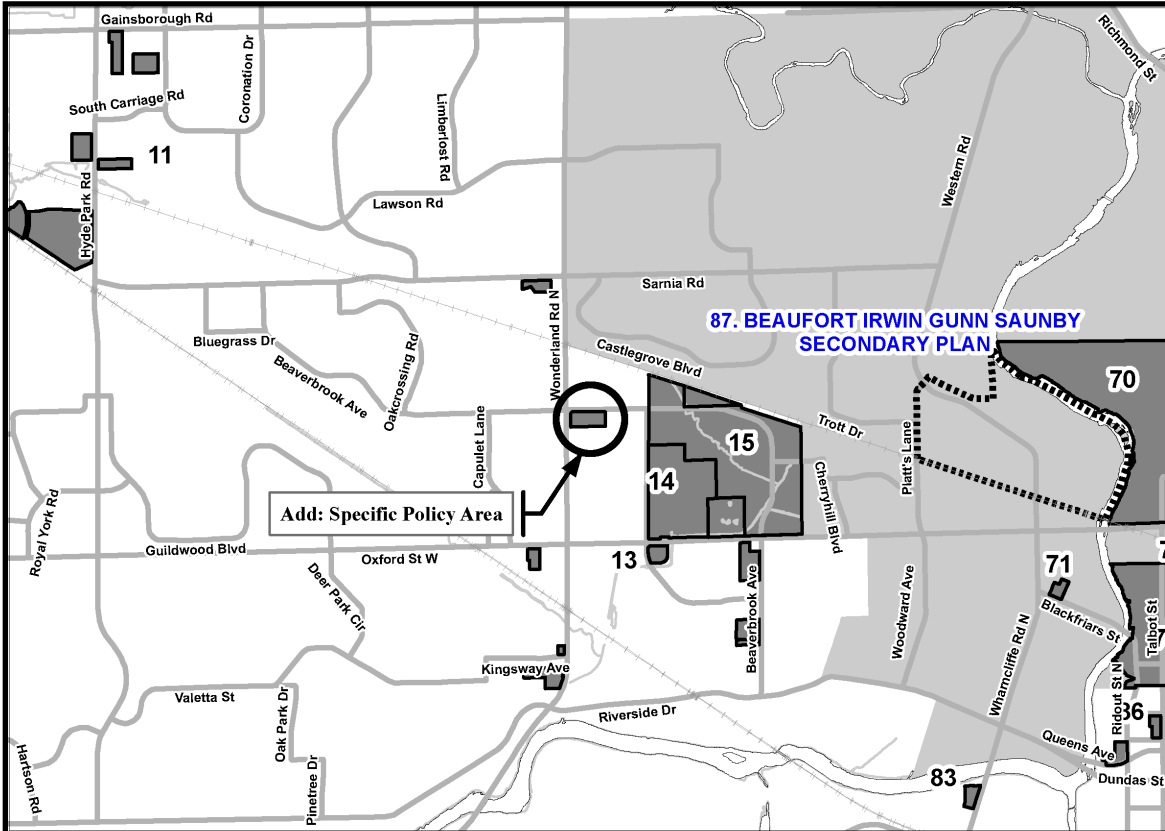 Gainsborough Rd
Richmond St
Coronation Dr
South Carriage Rd
Limberlost Rd
11
Western Rd
Hyde Park Rd
Lawson Rd
Sarnia Rd
Wonderland Rd N
87. BEAUFORT IRWIN GUNN SAUNBY
SECONDARY PLAN
Bluegrass Dr
Castlegrove Blvd
Beaverbrook Ave
Oakcrossing Rd
70
Capulet Lane
Trott Dr
15
Platt's Lane
14
Cherryhill Blvd
Add: Specific Policy Area
Royal York Rd
Guildwood Blvd
Oxford St W
13
Deer Park Cir
71
Blackfriars St
Talbot St
Woodward Ave
Beaverbrook Ave
Wharncliffe Rd N
Kingsway Ave
Valetta St
Oak Park Dr
Riverside Dr
Ridout St N
36
Queens Ave
Dundas St
Hartson Rd
Pinetree Dr
83